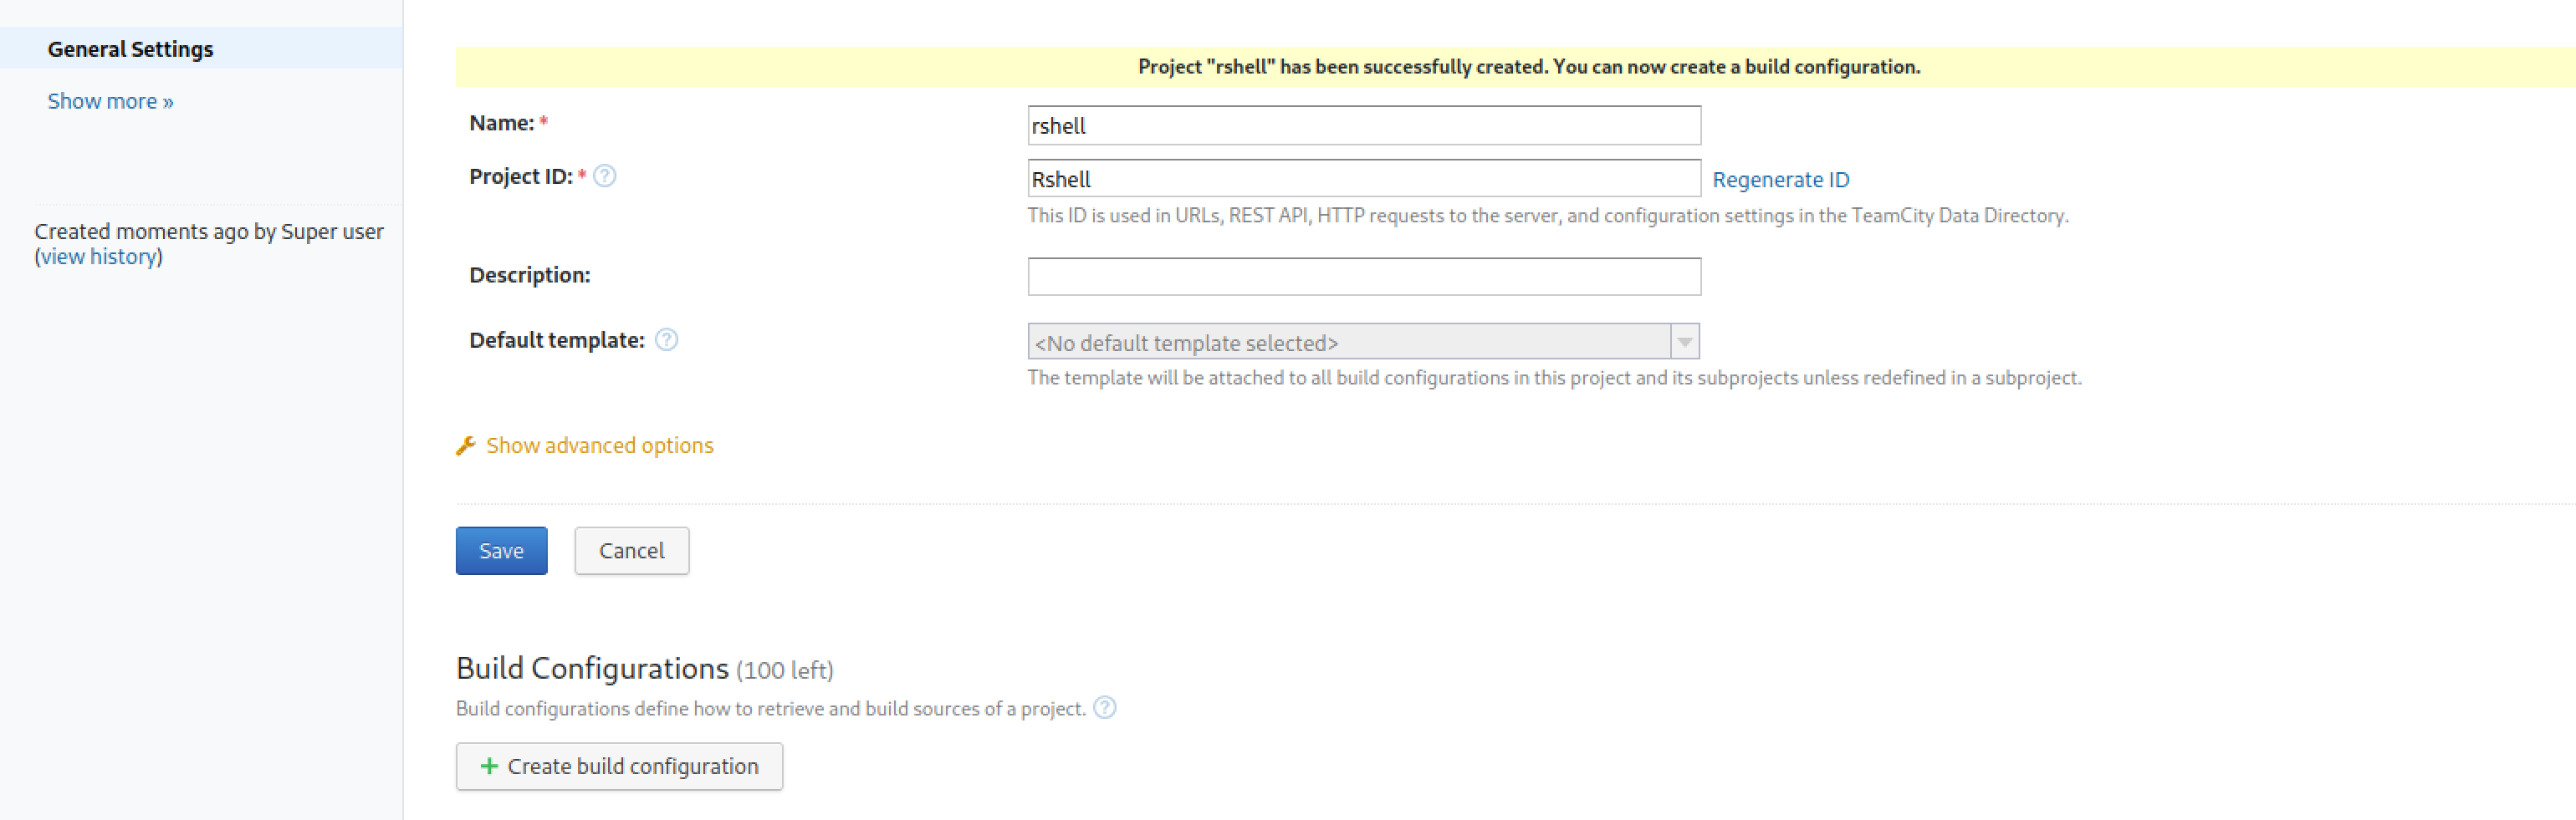 General Settings
Show more »
Created moments ago by Super user
(view history)
Project "rshell" has been successfully created. You can now create a build configuration.
Name: *
rshell
Project ID: * ?
Rshell
Regenerate ID
This ID is used in URLs, REST API, HTTP requests to the server, and configuration settings in the TeamCity Data Directory.
Description:
Default template: ?
<No default template selected>
The template will be attached to all build configurations in this project and its subprojects unless redefined in a subproject.
Show advanced options
Save
Cancel
Build Configurations (100 left)
Build configurations define how to retrieve and build sources of a project. ?
+ Create build configuration